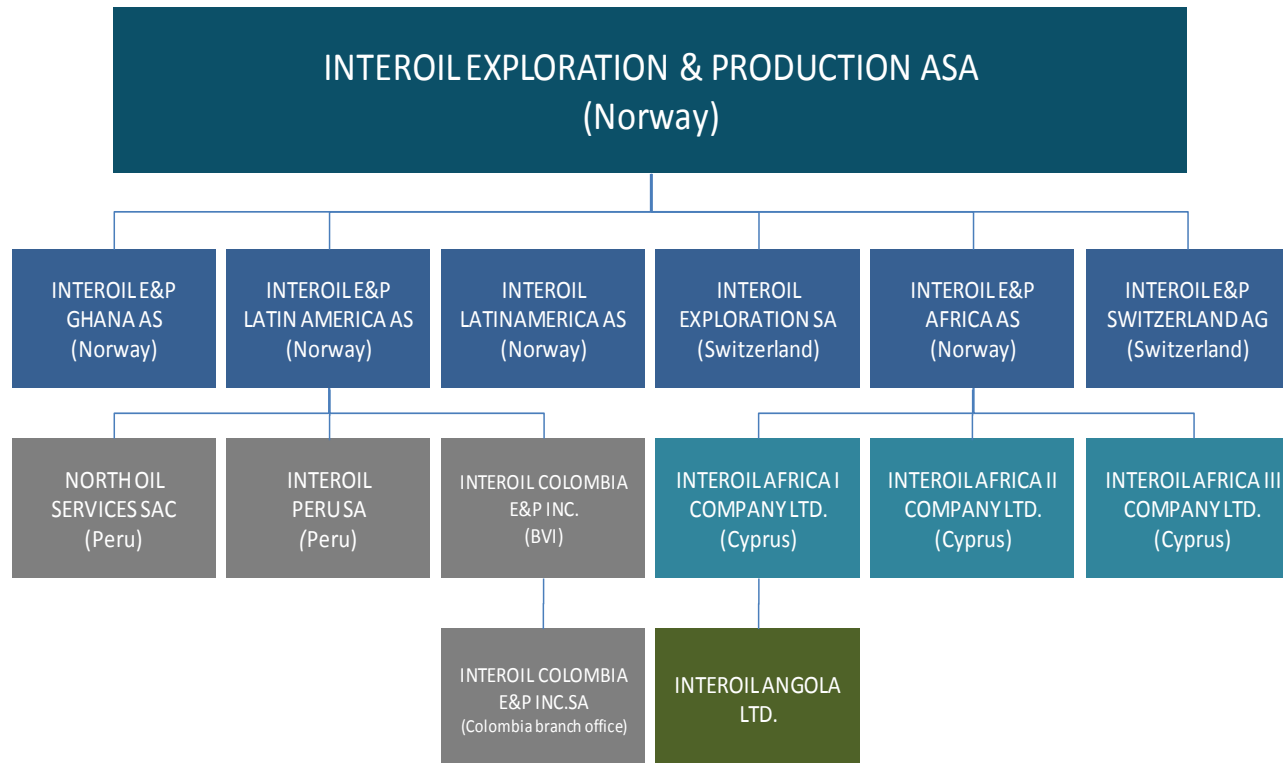 INTEROIL EXPLORATION & PRODUCTION ASA
(Norway)
INTEROIL E&P
GHANA AS
(Norway)
INTEROIL E&P
LATIN AMERICA AS
(Norway)
INTEROIL
LATINAMERICA AS
(Norway)
INTEROIL
EXPLORATION SA
(Switzerland)
INTEROIL E&P
AFRICA AS
(Norway)
INTEROIL E&P
SWITZERLAND AG
(Switzerland)
NORTH OIL
SERVICES SAC
(Peru)
INTEROIL
PERU SA
(Peru)
INTEROIL COLOMBIA
E&P INC.
(BVI)
INTEROIL AFRICA I
COMPANY LTD.
(Cyprus)
INTEROIL AFRICA II
COMPANY LTD.
(Cyprus)
INTEROIL AFRICA III
COMPANY LTD.
(Cyprus)
INTEROIL COLOMBIA
E&P INC.SA
(Colombia branch office)
INTEROIL ANGOLA
LTD.